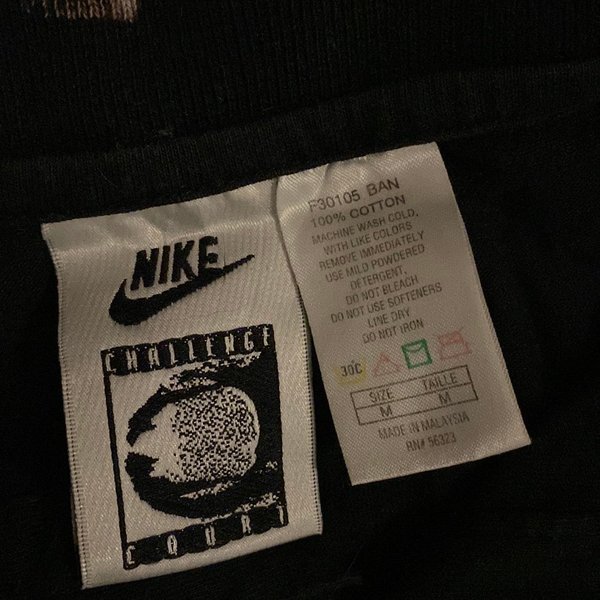 NIKE
CHALLENGE
COURT
F30105 BAN
100% COTTON
MACHINE WASH COLD,
WITH LIKE COLORS
REMOVE IMMEDIATELY
USE MILD POWDERED
DETERGENT,
DO NOT BLEACH
DO NOT USE SOFTENERS
LINE DRY
DO NOT IRON
30C
SIZE TAILLE
M M
MADE IN MALAYSIA
RN# 56323